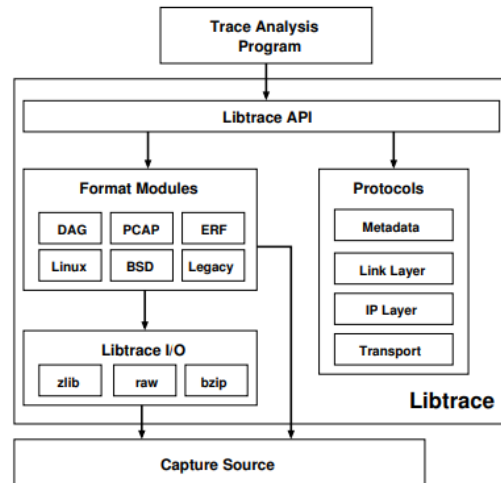 Trace Analysis
Program
Libtrace API
Format Modules
DAG
PCAP
ERF
Linux
BSD
Legacy
Libtrace I/O
zlib
raw
bzip
Protocols
Metadata
Link Layer
IP Layer
Transport
Libtrace
Capture Source